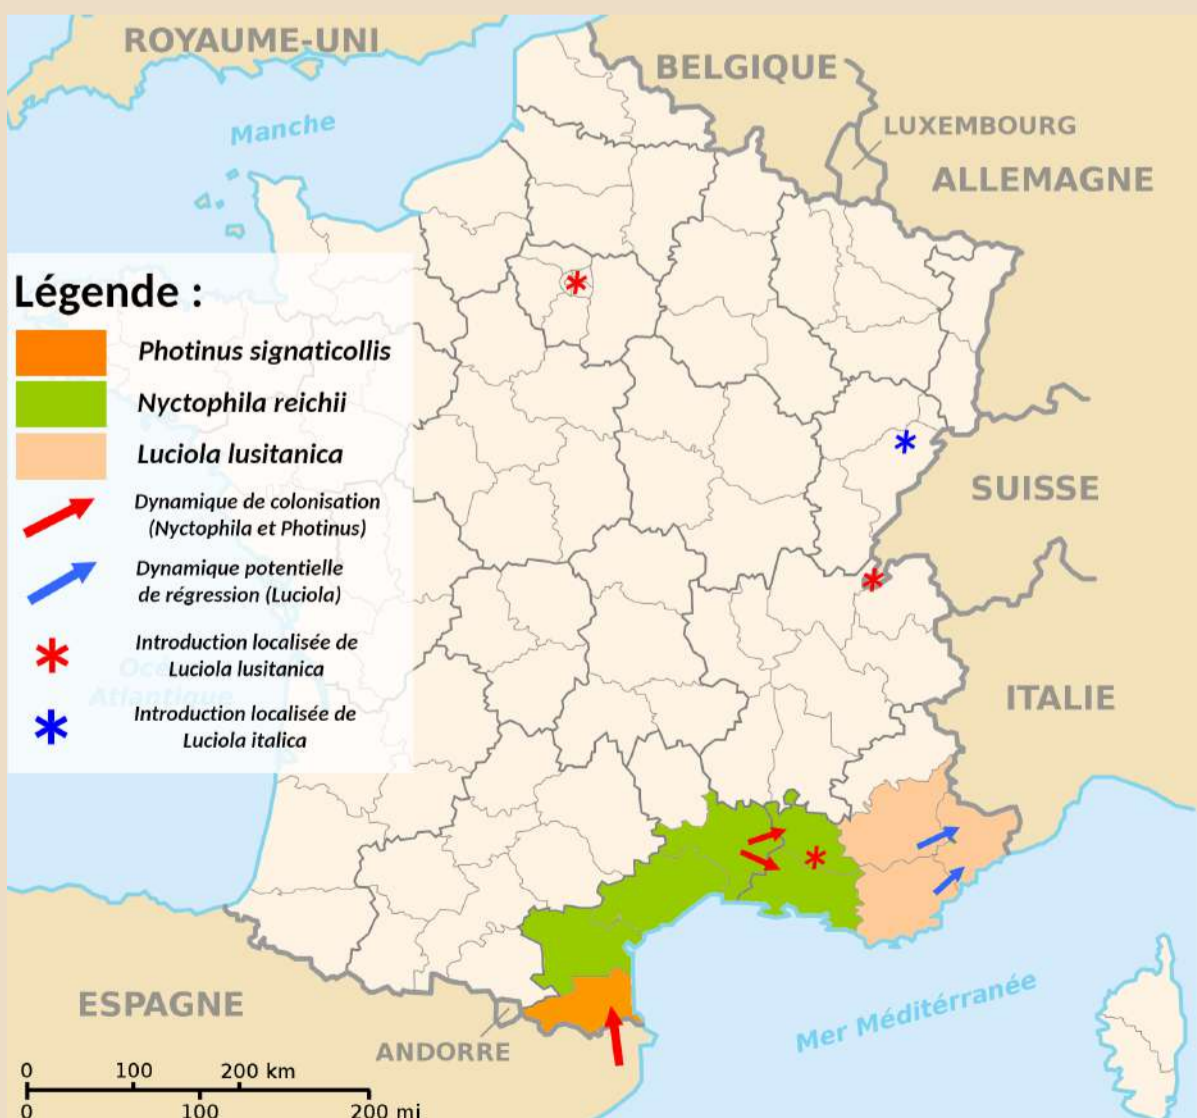 ROYAUME-UNI
BELGIQUE
Manche
LUXEMBOURG
ALLEMAGNE
Légende :
Photinus signaticollis
Nyctophila reichii
Luciola lusitanica
Dynamique de colonisation
(Nyctophila et Photinus)
Dynamique potentielle
de régression (Luciola)
Introduction localisée de
Luciola lusitanica
Introduction localisée de
Luciola italica
Océan
Atlantique
SUISSE
ITALIE
ESPAGNE
ANDORRE
Mer Méditérranée
0 100 200 km
0 100 200 mi